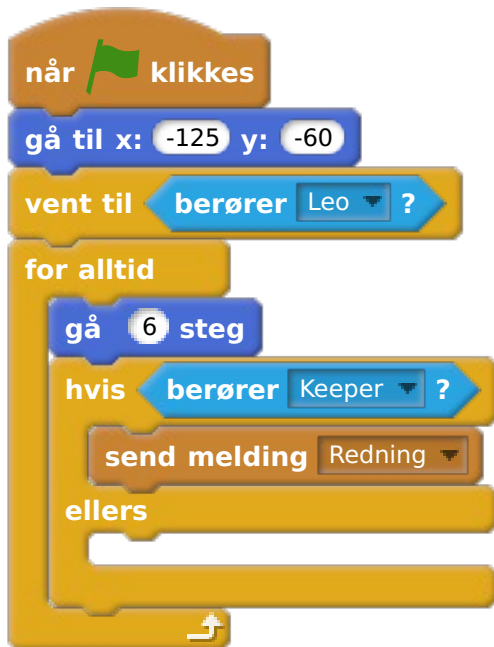 når klikkes
gå til x: -125 y: -60
vent til berører Leo ?
for alltid
gå 6 steg
hvis berører Keeper ?
send melding Redning
ellers